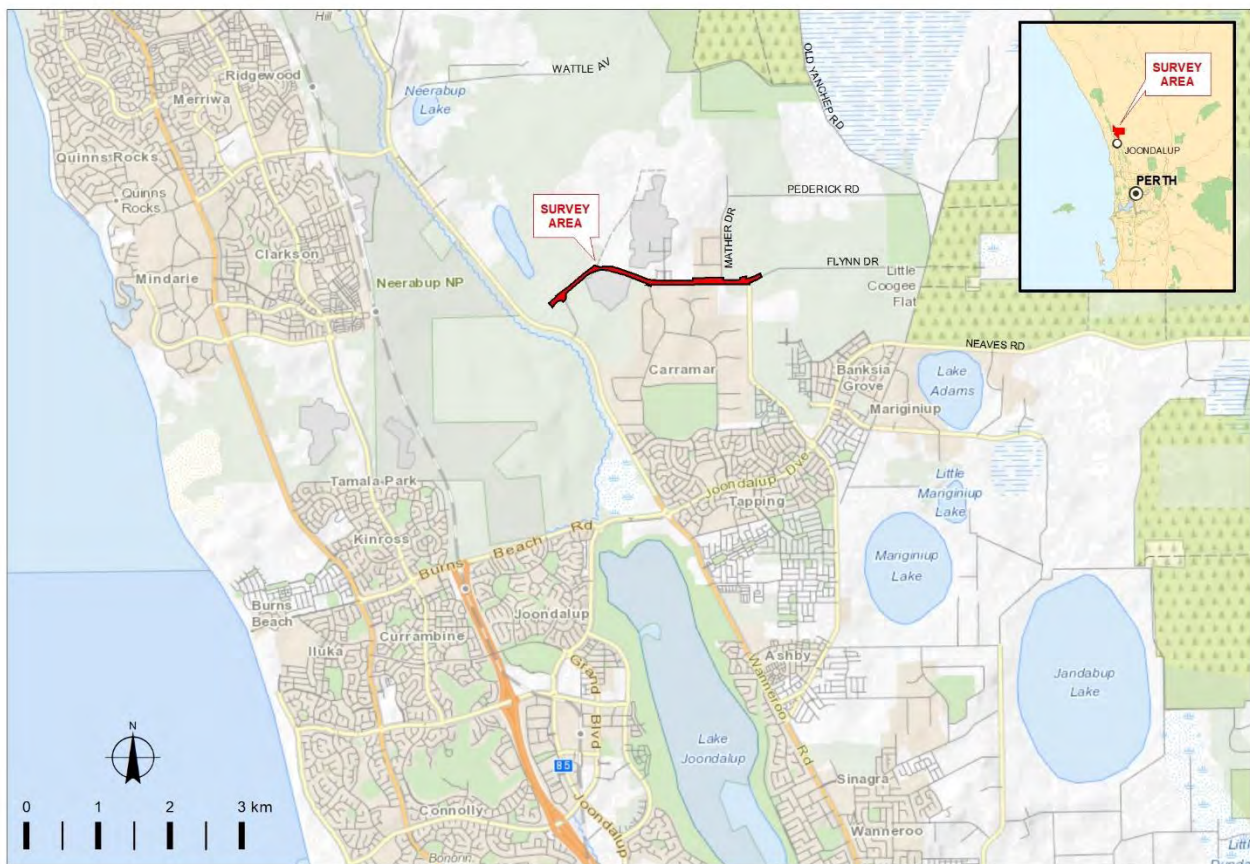 Hill
WATTLE AV
OLD YANCHEP RD
Ridgewood
Neerabup
Lake
Merriwa
SURVEY
AREA
JOONDALUP
PERTH
Quinns Rocks
Quinns
Rocks
PEDERICK RD
SURVEY
AREA
MATHER DR
Clarkson
FLYNN DR
Mindarie
Neerabup NP
Little
Coogee
Flat
NEAVES RD
Carramar
Banksia
Grove
Lake
Adams
Mariginiup
Tamala Park
Joondalup Dve
Tapping
Little
Mariginiup
Lake
Kinross
Burns Beach Rd
Mariginiup
Lake
Burns
Beach
Joondalup
Currambine
Iluka
Ashby
Grand Blvd
Wanneroo Rd
Jandabup
Lake
N
Lake
Joondalup
85
Sinagra
0 1 2 3 km
Joondalup
Connolly
Wanneroo